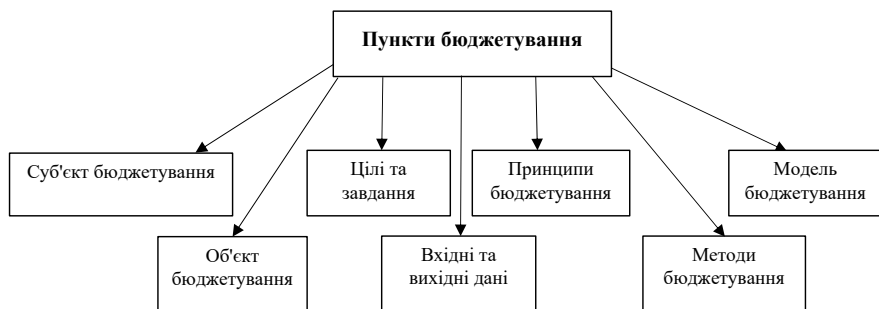 Пункти бюджетування
Суб'єкт бюджетування
Цілі та
завдання
Принципи
бюджетування
Модель
бюджетування
Об'єкт
бюджетування
Вхідні та
вихідні дані
Методи
бюджетування